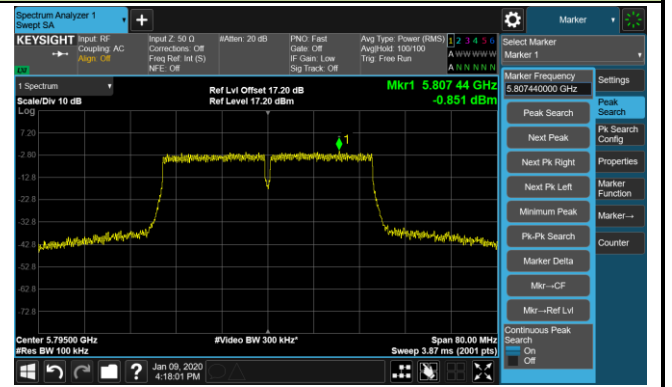 Spectrum Analyzer 1
Swept SA
Marker
KEYSIGHT
Input: RF
Coupling: AC
Align: Off
Input Z: 50 Ω
Corrections: Off
Freq Ref: Int (S)
NFE: Off
#Atten: 20 dB
PNO: Fast
Gate: Off
IF Gain: Low
Sig Track: Off
Avg Type: Power (RMS)
Avg|Hold: 100/100
Trig: Free Run
1 2 3 4 5 6
A W W W W W
A N N N N N
LXI
Select Marker
Marker 1
1 Spectrum
Scale/Div 10 dB
Log
Ref Lvl Offset 17.20 dB
Ref Level 17.20 dBm
Mkr1 5.807 44 GHz
-0.851 dBm
7.20
-2.80
-12.8
-22.8
-32.8
-42.8
-52.8
-62.8
-72.8
1
Center 5.79500 GHz
#Res BW 100 kHz
#Video BW 300 kHz*
Span 80.00 MHz
Sweep 3.87 ms (2001 pts)
Marker Frequency
5.807440000 GHz
Peak Search
Next Peak
Next Pk Right
Next Pk Left
Minimum Peak
Pk-Pk Search
Marker Delta
Mkr→CF
Mkr→Ref Lvl
Continuous Peak
Search
On
Off
Settings
Peak
Search
Pk Search
Config
Properties
Marker
Function
Marker→
Counter
?
Jan 09, 2020
4:18:01 PM